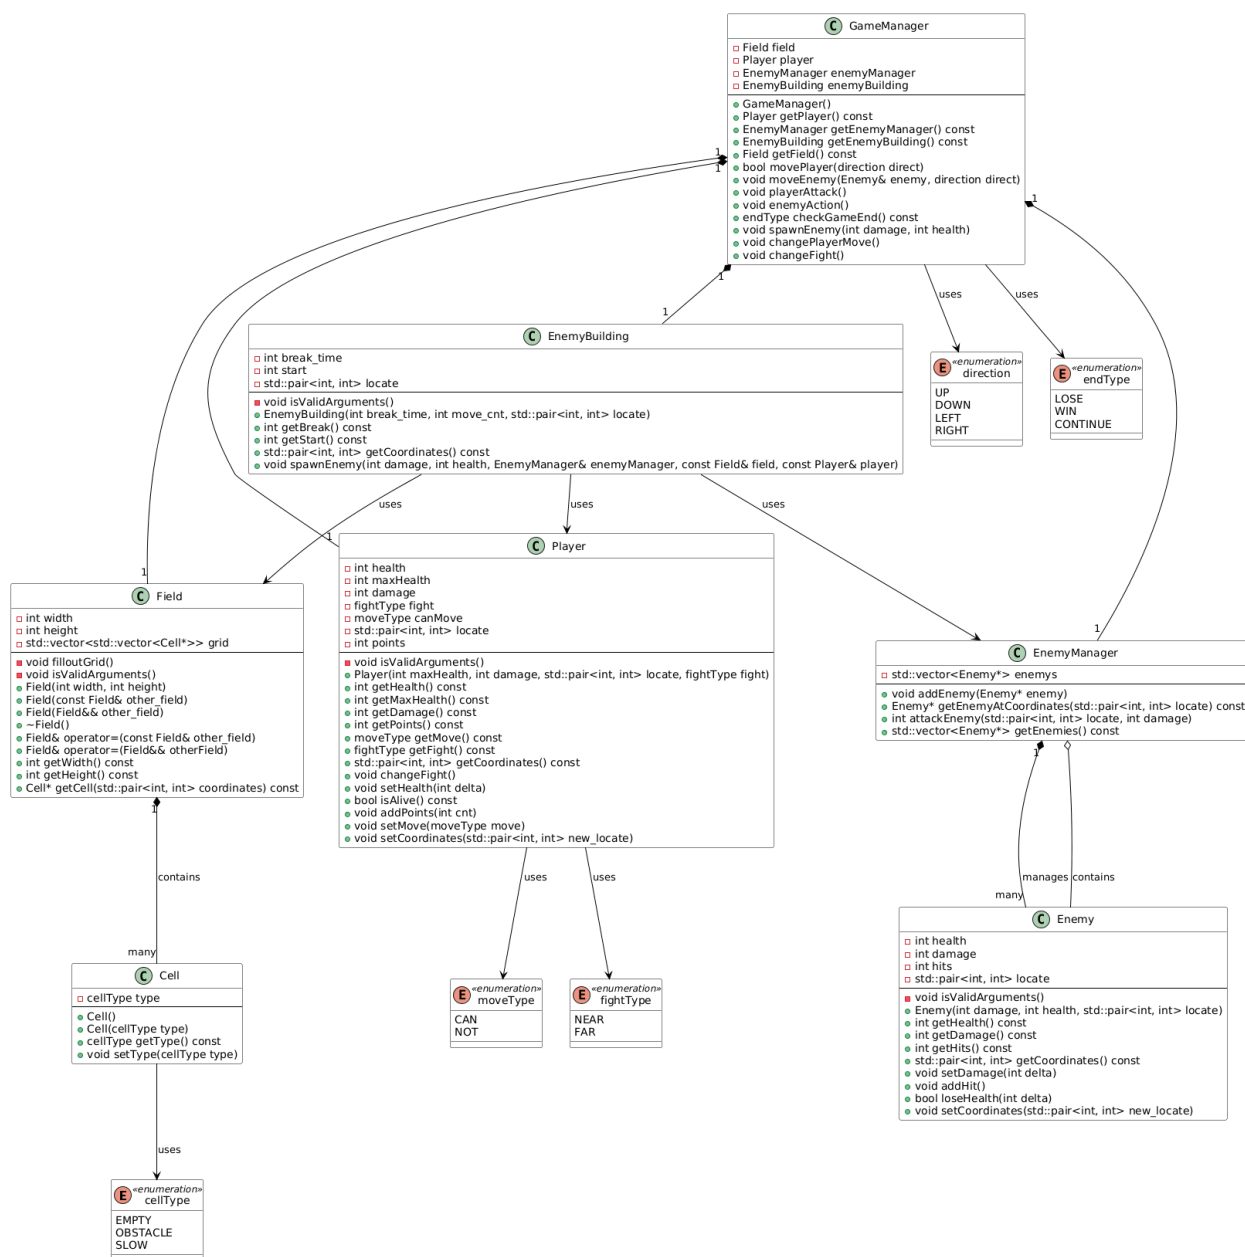 C GameManager
Field field
Player player
EnemyManager enemyManager
EnemyBuilding enemyBuilding
GameManager()
Player getPlayer() const
EnemyManager getEnemyManager() const
EnemyBuilding getEnemyBuilding() const
Field getField() const
bool movePlayer(direction direct)
void moveEnemy(Enemy& enemy, direction direct)
void playerAttack()
void enemyAction()
endType checkGameEnd() const
void spawnEnemy(int damage, int health)
void changePlayerMove()
void changeFight()
1
1
1
1
uses
uses
1
C EnemyBuilding
int break_time
int start
std::pair<int, int> locate
void isValidArguments()
EnemyBuilding(int break_time, int move_cnt, std::pair<int, int> locate)
int getBreak() const
int getStart() const
std::pair<int, int> getCoordinates() const
void spawnEnemy(int damage, int health, EnemyManager& enemyManager, const Field& field, const Player& player)
E «enumeration»
direction
UP
DOWN
LEFT
RIGHT
E «enumeration»
endType
LOSE
WIN
CONTINUE
uses
uses
uses
1
1
1
C Field
int width
int height
std::vector<std::vector<Cell*>> grid
void filloutGrid()
void isValidArguments()
Field(int width, int height)
Field(const Field& other_field)
Field(Field&& other_field)
~Field()
Field& operator=(const Field& other_field)
Field& operator=(Field&& otherField)
int getWidth() const
int getHeight() const
Cell* getCell(std::pair<int, int> coordinates) const
C Player
int health
int maxHealth
int damage
fightType fight
moveType canMove
std::pair<int, int> locate
int points
void isValidArguments()
Player(int maxHealth, int damage, std::pair<int, int> locate, fightType fight)
int getHealth() const
int getMaxHealth() const
int getDamage() const
int getPoints() const
moveType getMove() const
fightType getFight() const
std::pair<int, int> getCoordinates() const
void changeFight()
void setHealth(int delta)
bool isAlive() const
void addPoints(int cnt)
void setMove(moveType move)
void setCoordinates(std::pair<int, int> new_locate)
C EnemyManager
std::vector<Enemy*> enemys
void addEnemy(Enemy* enemy)
Enemy* getEnemyAtCoordinates(std::pair<int, int> locate) const
int attackEnemy(std::pair<int, int> locate, int damage)
std::vector<Enemy*> getEnemies() const
1
1
contains
many
uses
uses
manages
contains
many
C Cell
cellType type
Cell()
Cell(cellType type)
cellType getType() const
void setType(cellType type)
E «enumeration»
moveType
CAN
NOT
E «enumeration»
fightType
NEAR
FAR
C Enemy
int health
int damage
int hits
std::pair<int, int> locate
void isValidArguments()
Enemy(int damage, int health, std::pair<int, int> locate)
int getHealth() const
int getDamage() const
int getHits() const
std::pair<int, int> getCoordinates() const
void setDamage(int delta)
void addHit()
bool loseHealth(int delta)
void setCoordinates(std::pair<int, int> new_locate)
uses
E «enumeration»
cellType
EMPTY
OBSTACLE
SLOW